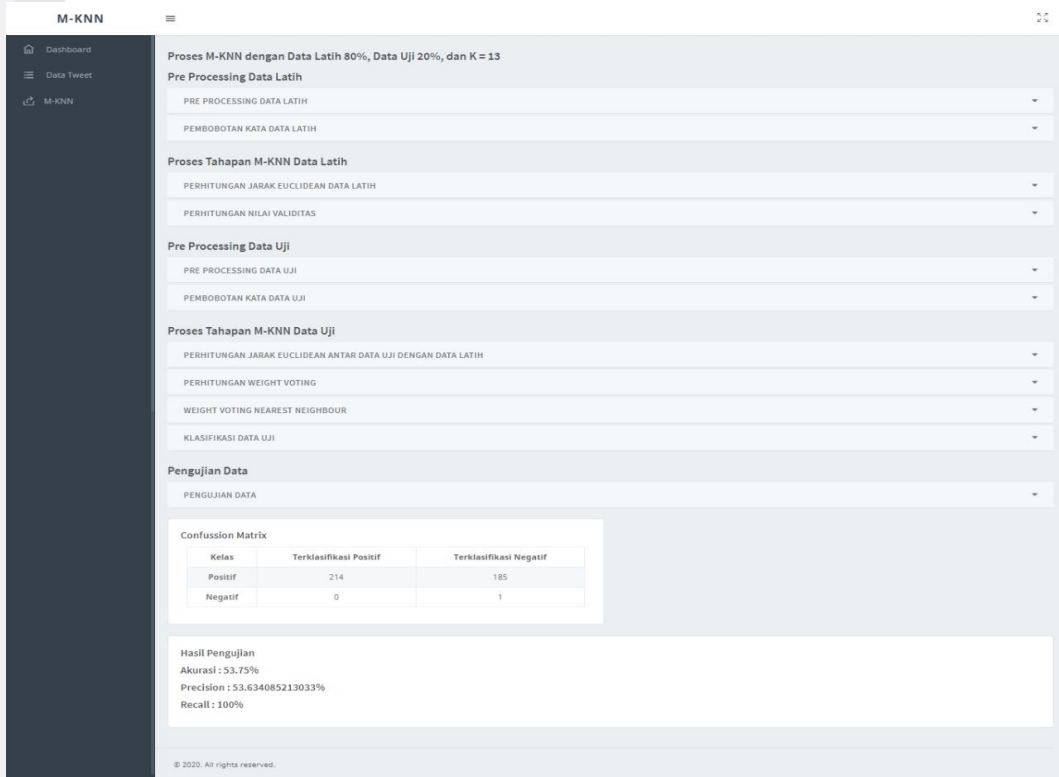 M-KNN
Dashboard
Data Tweet
M-KNN
Proses M-KNN dengan Data Latih 80%, Data Uji 20%, dan K = 13
Pre Processing Data Latih
PRE PROCESSING DATA LATIH
PEMBOBOTAN KATA DATA LATIH
Proses Tahapan M-KNN Data Latih
PERHITUNGAN JARAK EUCLIDEAN DATA LATIH
PERHITUNGAN NILAI VALIDITAS
Pre Processing Data Uji
PRE PROCESSING DATA UJI
PEMBOBOTAN KATA DATA UJI
Proses Tahapan M-KNN Data Uji
PERHITUNGAN JARAK EUCLIDEAN ANTAR DATA UJI DENGAN DATA LATIH
PERHITUNGAN WEIGHT VOTING
WEIGHT VOTING NEAREST NEIGHBOUR
KLASIFIKASI DATA UJI
Pengujian Data
PENGUJIAN DATA
Confussion Matrix
Kelas Terklasifikasi Positif Terklasifikasi Negatif
Positif 214 185
Negatif 0 1
Hasil Pengujian
Akurasi : 53.75%
Precision : 53.634085213033%
Recall : 100%
© 2020. All rights reserved.